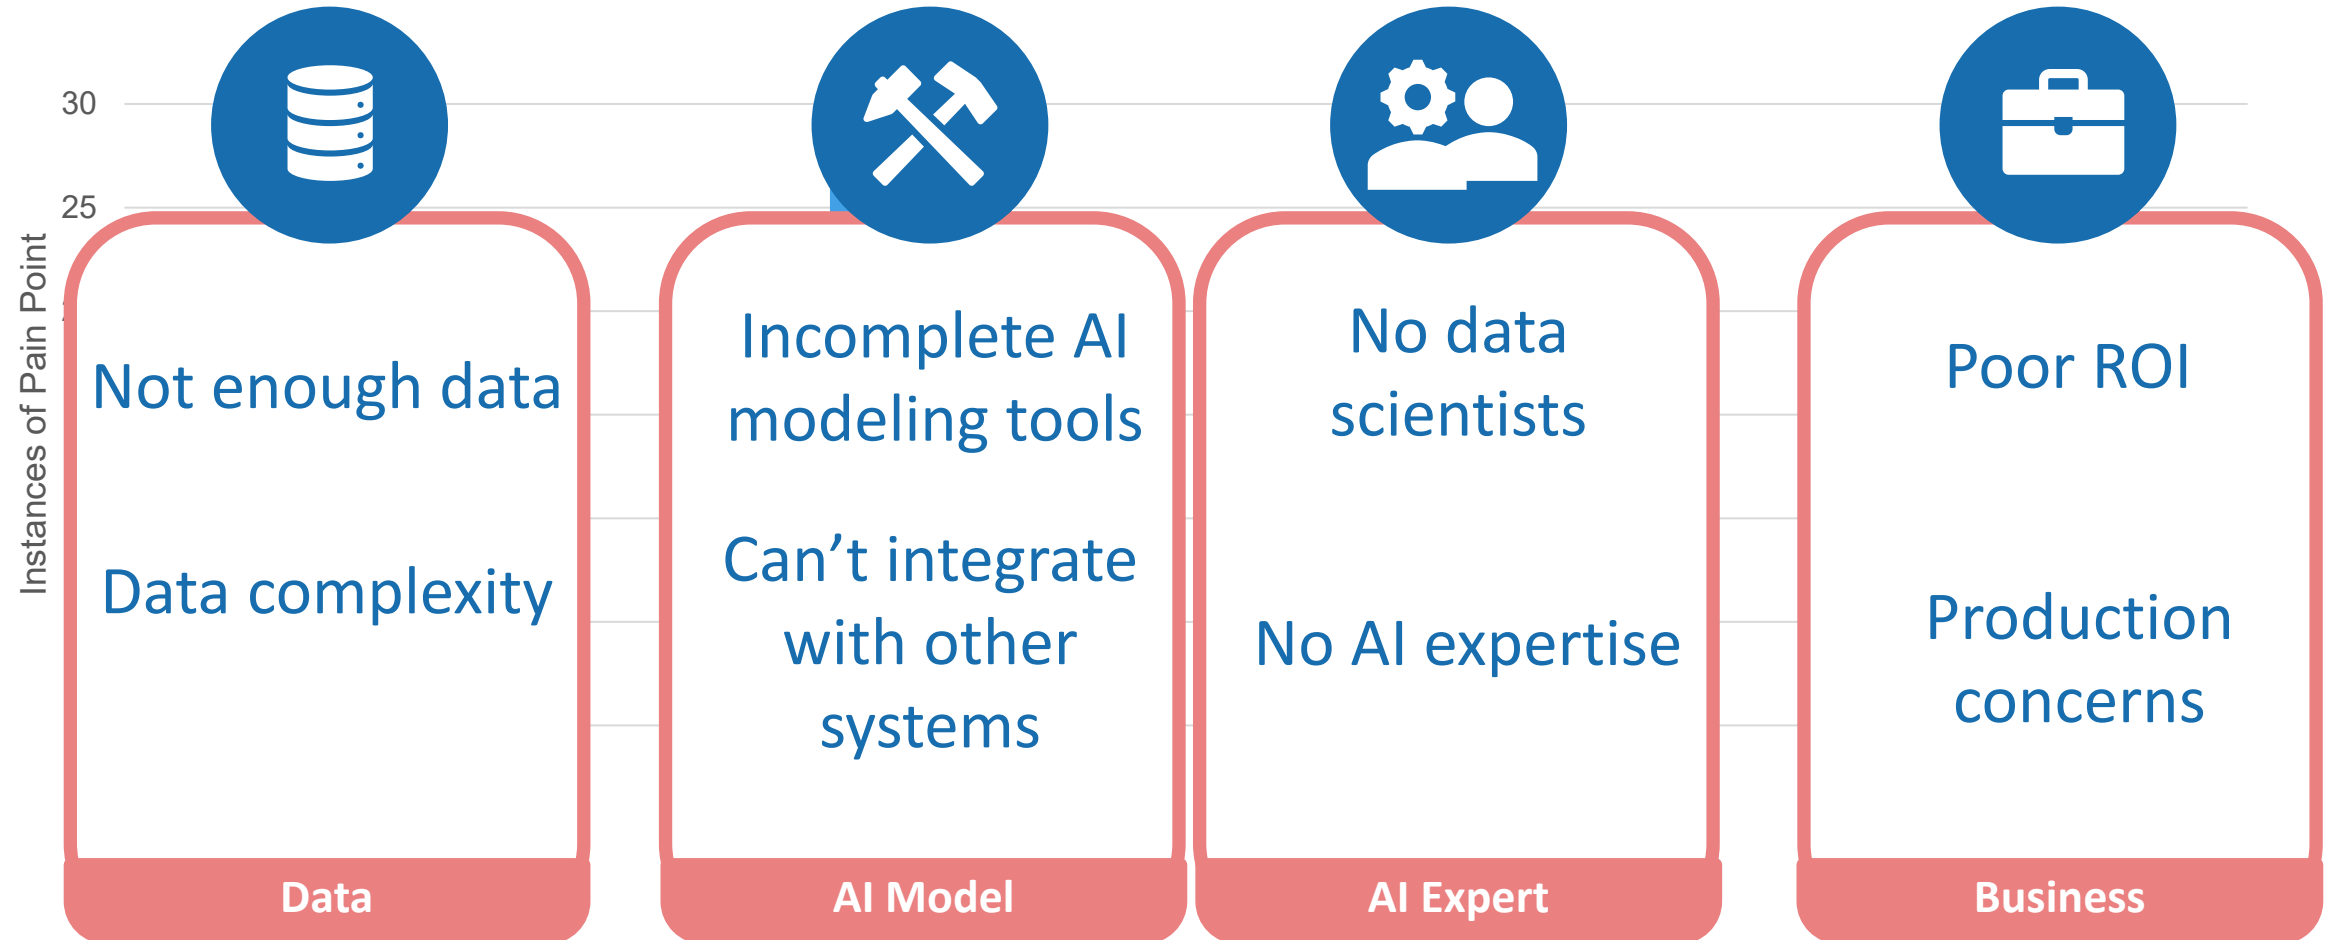 30
25
Instances of Pain Point
Not enough data
Data complexity
Data
Incomplete AI
modeling tools
Can’t integrate
with other
systems
AI Model
No data
scientists
No AI expertise
AI Expert
Poor ROI
Production
concerns
Business